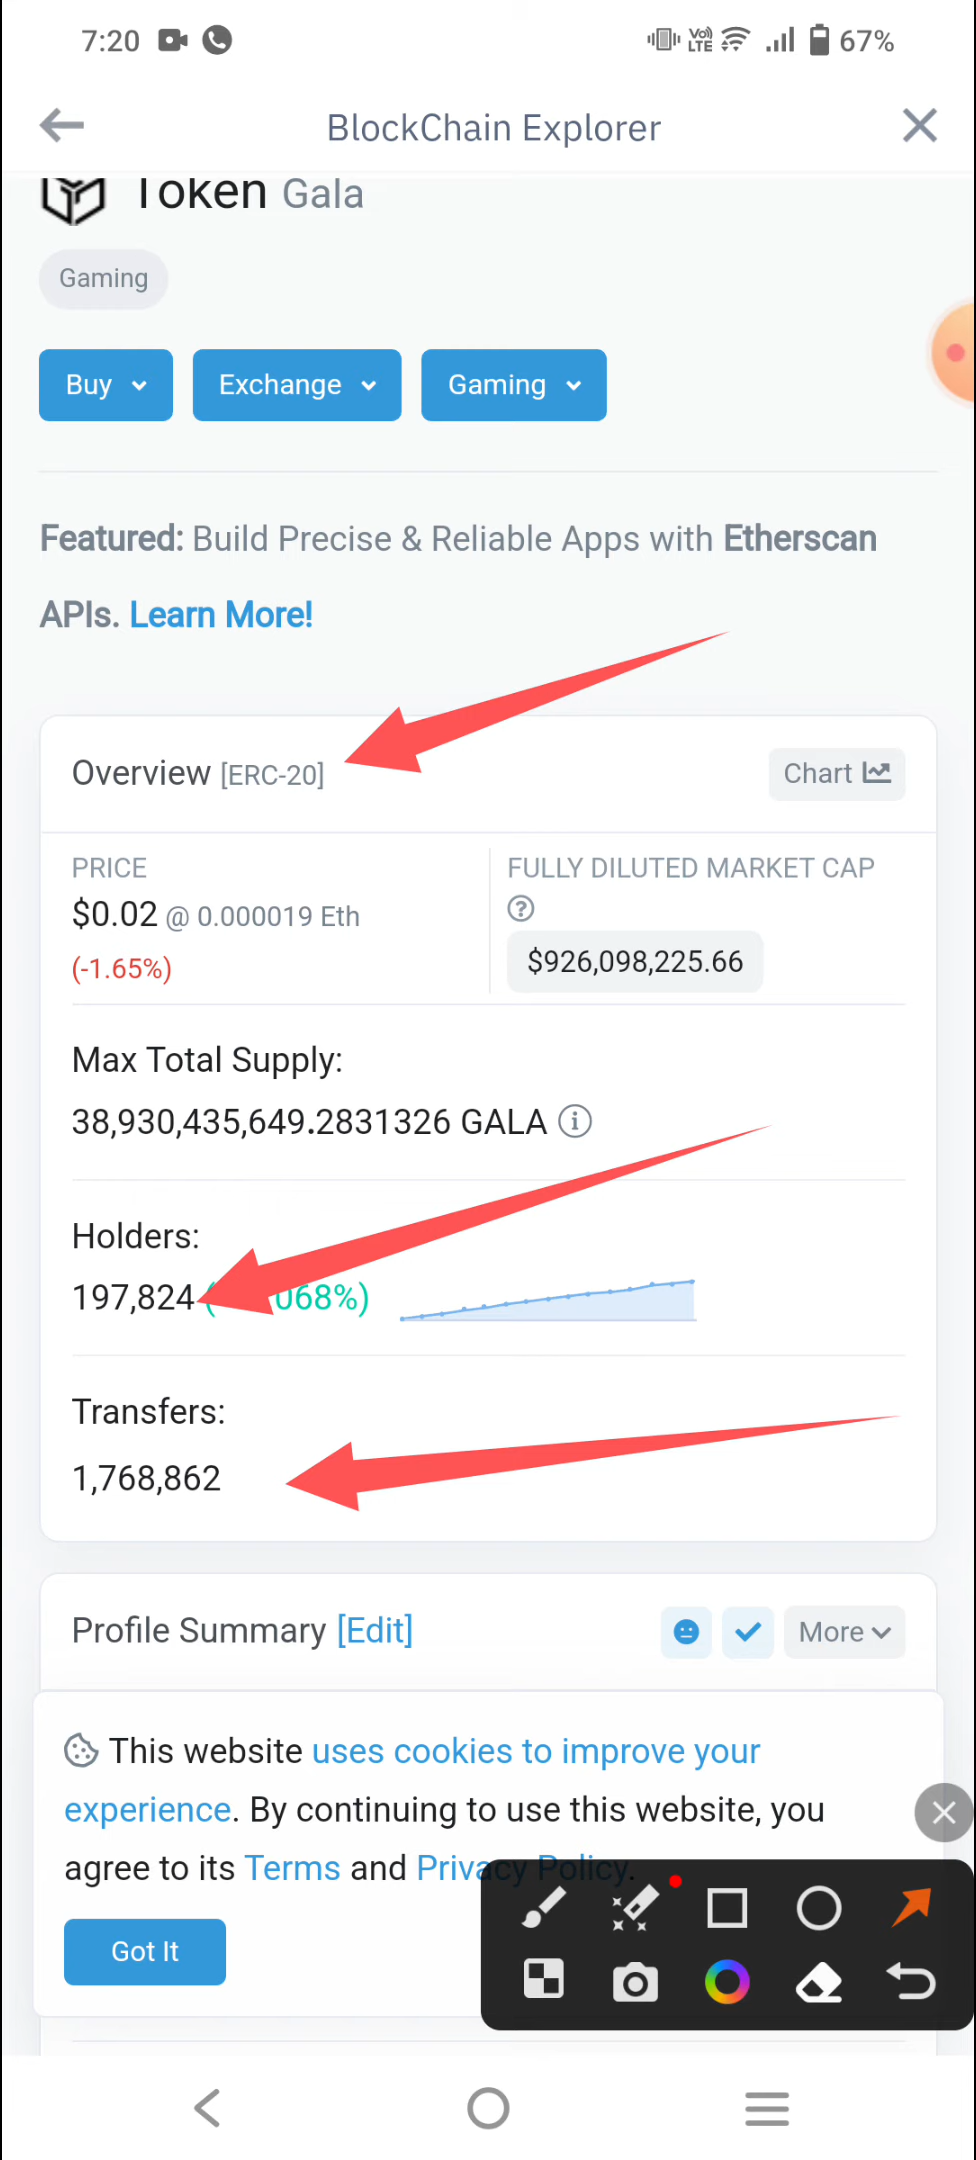 7:20
Vo)) LTE
67%
BlockChain Explorer
Token Gala
Gaming
Buy
Exchange
Gaming
Featured: Build Precise & Reliable Apps with Etherscan
APIs. Learn More!
Overview [ERC-20]
Chart
PRICE
$0.02 @ 0.000019 Eth
(-1.65%)
FULLY DILUTED MARKET CAP
$926,098,225.66
Max Total Supply:
38,930,435,649.2831326 GALA
Holders:
197,824 ( 068%)
Transfers:
1,768,862
Profile Summary [Edit]
More
This website uses cookies to improve your
experience. By continuing to use this website, you
agree to its Terms and Privacy Policy.
Got It